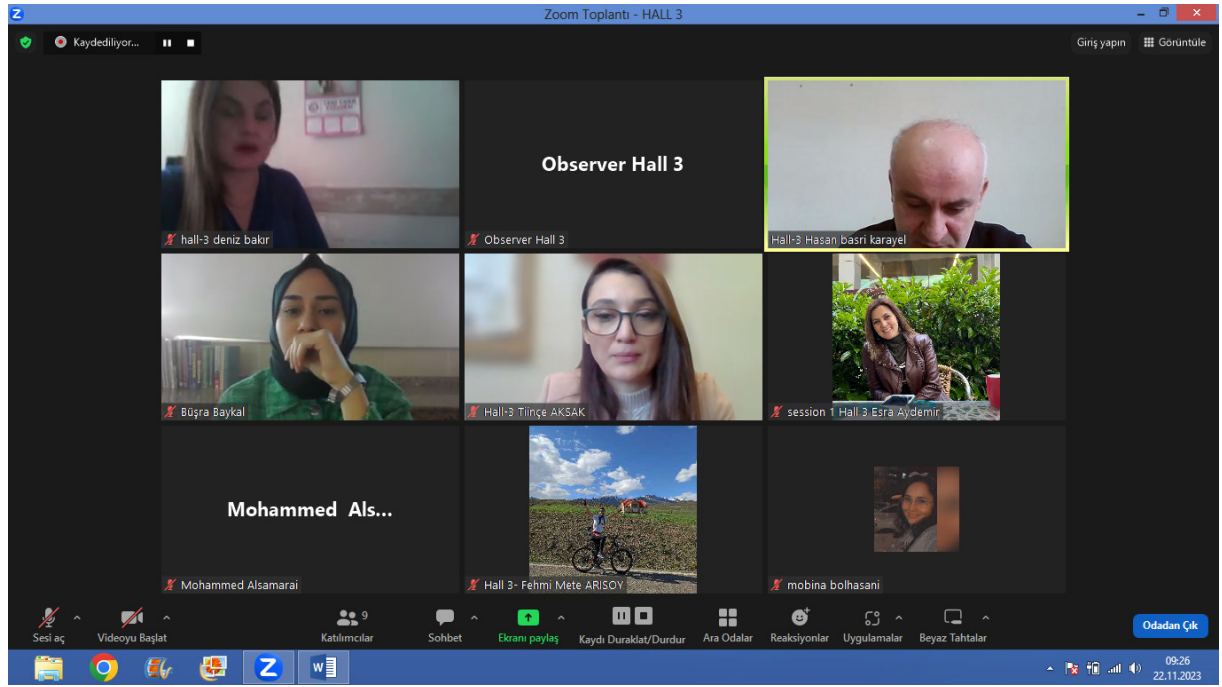 Zoom Toplantı - HALL 3
Kaydediliyor...
Giriş yapın
Görüntüle
hall-3 deniz bakır
Observer Hall 3
Observer Hall 3
Hall-3 Hasan basri karayel
Büşra Baykal
Hall-3 Tiinçe AKSAK
session 1 Hall 3 Esra Aydemir
Mohammed Als...
Mohammed Alsamarai
Hall 3- Fehmi Mete ARISOY
mobina bolhasani
Sesi aç
Videoyu Başlat
9
Katılımcılar
Sohbet
Ekranı paylaş
Kaydı Duraklat/Durdur
Ara Odalar
Reaksiyonlar
Uygulamalar
Beyaz Tahtalar
Odadan Çık
09:26
22.11.2023